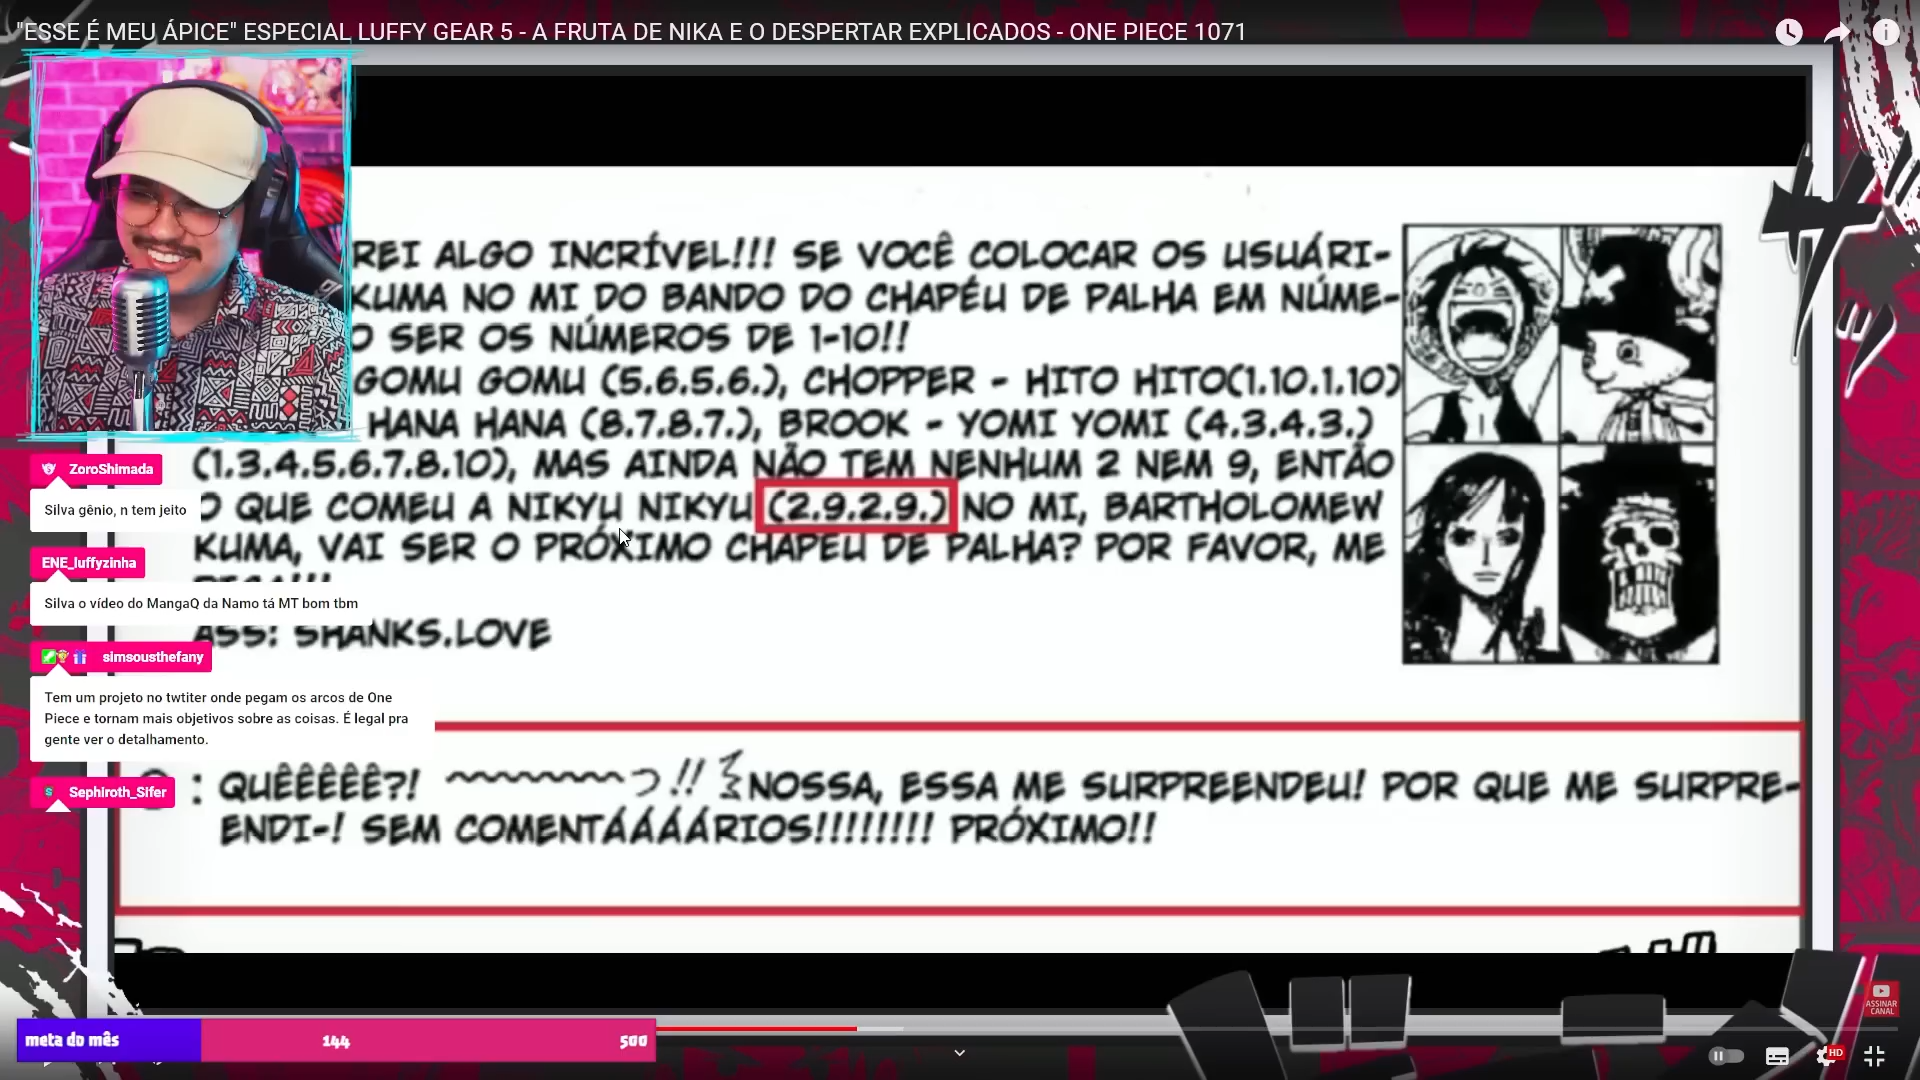 "ESSE É MEU ÁPICE" ESPECIAL LUFFY GEAR 5 - A FRUTA DE NIKA E O DESPERTAR EXPLICADOS - ONE PIECE 1071
REI ALGO INCRÍVEL!!! SE VOCÊ COLOCAR OS USUÁRI-
KUMA NO MI DO BANDO DO CHAPÉU DE PALHA EM NÚME-
O SER OS NÚMEROS DE 1-10!!
GOMU GOMU (5.6.5.6.), CHOPPER - HITO HITO(1.10.1.10)
HANA HANA (8.7.8.7.), BROOK - YOMI YOMI (4.3.4.3.)
(1.3.4.5.6.7.8.10), MAS AINDA NÃO TEM NENHUM 2 NEM 9, ENTÃO
O QUE COMEU A NIKYU NIKYU (2.9.2.9.) NO MI, BARTHOLOMEW
KUMA, VAI SER O PRÓXIMO CHAPÉU DE PALHA? POR FAVOR, ME
ASS: SHANKS.LOVE
ZoroShimada
Silva gênio, n tem jeito
ENE_luffyzinha
Silva o vídeo do MangaQ da Namo tá MT bom tbm
simsousthefany
Tem um projeto no twtiter onde pegam os arcos de One
Piece e tornam mais objetivos sobre as coisas. É legal pra
gente ver o detalhamento.
Sephiroth_Sifer
: QUÊÊÊÊÊ?! ~~~~~~~~っ!! NOSSA, ESSA ME SURPREENDEU! POR QUE ME SURPRE-
ENDI-! SEM COMENTÁÁÁÁRIOS!!!!!!!! PRÓXIMO!!
ASSINAR
CANAL
meta do mês 144 500
HD